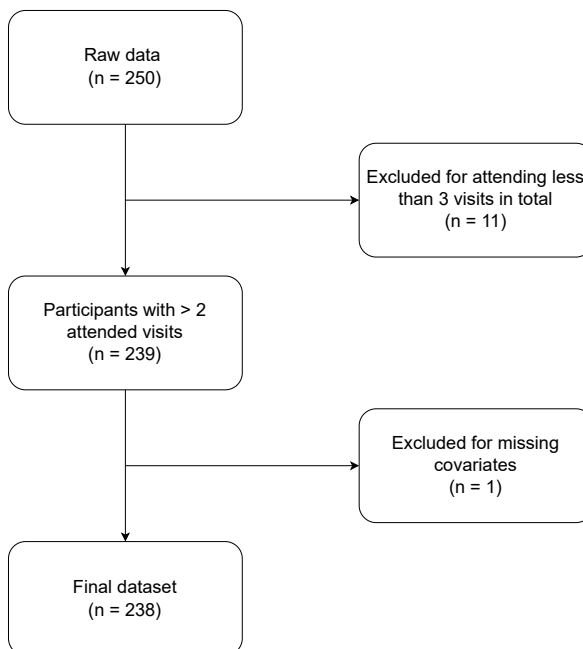 Raw data
(n = 250)
Excluded for attending less
than 3 visits in total
(n = 11)
Participants with > 2
attended visits
(n = 239)
Excluded for missing
covariates
(n = 1)
Final dataset
(n = 238)